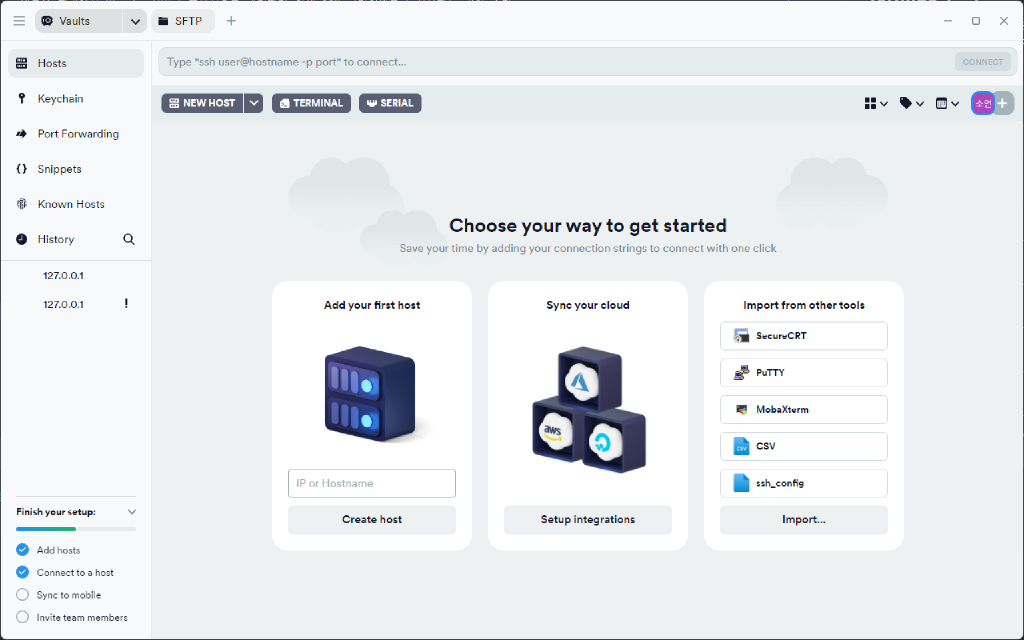 Vaults
SFTP
Hosts
Keychain
Port Forwarding
Snippets
Known Hosts
History
127.0.0.1
127.0.0.1 !
Finish your setup:
Add hosts
Connect to a host
Sync to mobile
Invite team members
Type "ssh user@hostname -p port" to connect...
CONNECT
NEW HOST
TERMINAL
SERIAL
소언
Choose your way to get started
Save your time by adding your connection strings to connect with one click
Add your first host
IP or Hostname
Create host
Sync your cloud
aws
Setup integrations
Import from other tools
SecureCRT
PuTTY
MobaXterm
CSV
CSV
ssh_config
Import...